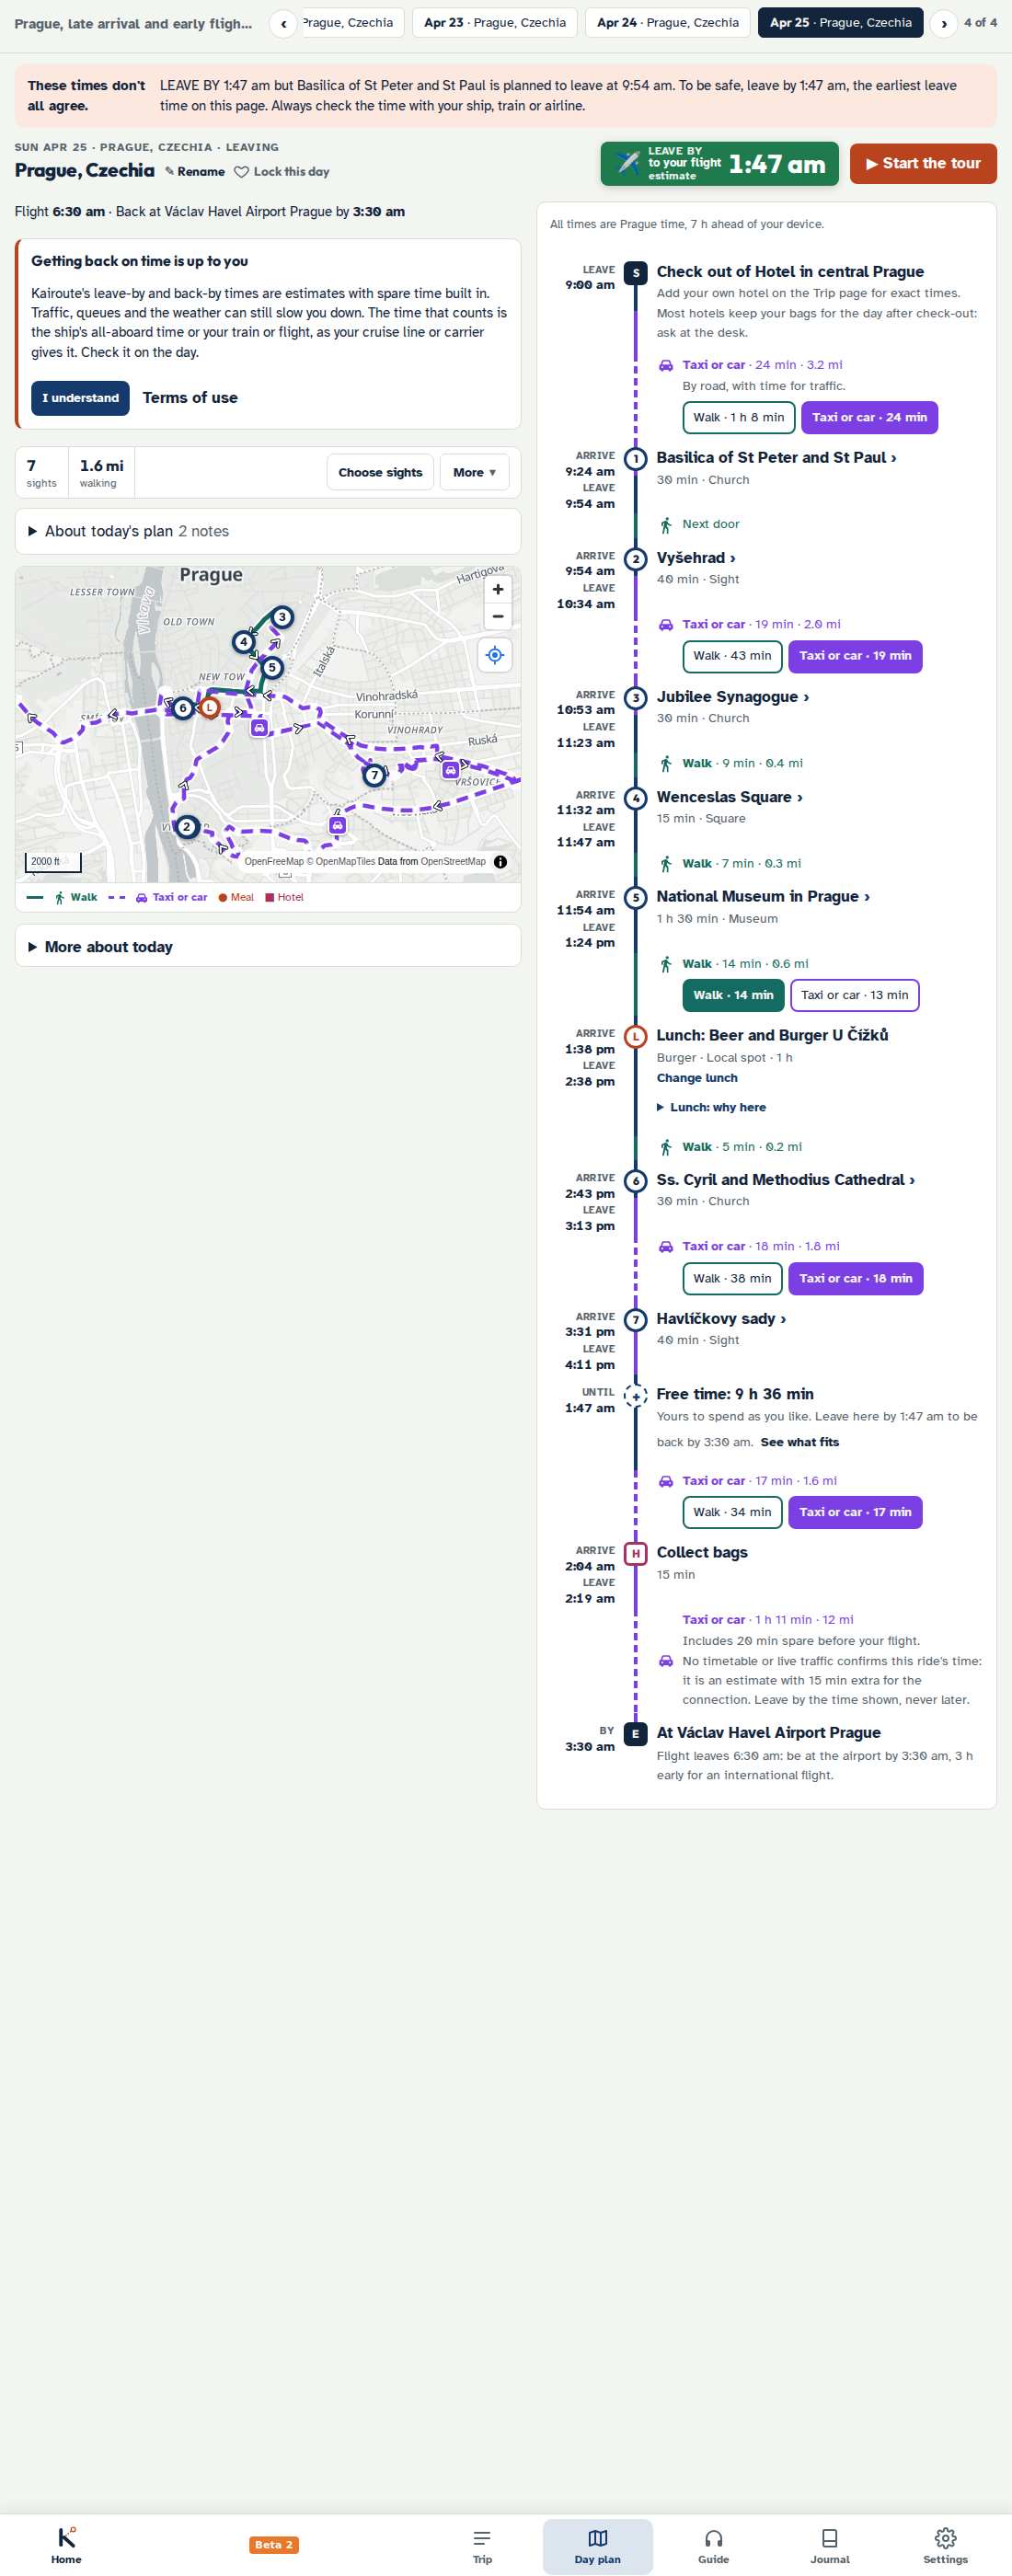 Prague, late arrival and early fligh...
‹
Prague, Czechia
Apr 23 · Prague, Czechia
Apr 24 · Prague, Czechia
Apr 25 · Prague, Czechia
›
4 of 4
These times don't all agree.
LEAVE BY 1:47 am but Basilica of St Peter and St Paul is planned to leave at 9:54 am. To be safe, leave by 1:47 am, the earliest leave
time on this page. Always check the time with your ship, train or airline.
SUN APR 25 · PRAGUE, CZECHIA · LEAVING
Prague, Czechia
✎ Rename
Lock this day
LEAVE BY
to your flight
estimate
1:47 am
▶ Start the tour
Flight 6:30 am · Back at Václav Havel Airport Prague by 3:30 am
Getting back on time is up to you
Kairoute's leave-by and back-by times are estimates with spare time built in.
Traffic, queues and the weather can still slow you down. The time that counts is
the ship's all-aboard time or your train or flight, as your cruise line or carrier
gives it. Check it on the day.
I understand
Terms of use
7
sights
1.6 mi
walking
Choose sights
More ▼
▶ About today's plan 2 notes
Prague
LESSER TOWN
Vltava
OLD TOWN
Hartigova
NEW TOW
Italská
Vinohradská
Korunní
VINOHRADY
Ruská
VRŠOVICE
3
4
5
6
L
7
2
+
−
2000 ft
OpenFreeMap © OpenMapTiles Data from OpenStreetMap
Walk
Taxi or car
Meal
Hotel
▶ More about today
All times are Prague time, 7 h ahead of your device.
LEAVE
9:00 am
S
Check out of Hotel in central Prague
Add your own hotel on the Trip page for exact times.
Most hotels keep your bags for the day after check-out:
ask at the desk.
Taxi or car · 24 min · 3.2 mi
By road, with time for traffic.
Walk · 1 h 8 min
Taxi or car · 24 min
ARRIVE
9:24 am
LEAVE
9:54 am
1
Basilica of St Peter and St Paul ›
30 min · Church
Next door
ARRIVE
9:54 am
LEAVE
10:34 am
2
Vyšehrad ›
40 min · Sight
Taxi or car · 19 min · 2.0 mi
Walk · 43 min
Taxi or car · 19 min
ARRIVE
10:53 am
LEAVE
11:23 am
3
Jubilee Synagogue ›
30 min · Church
Walk · 9 min · 0.4 mi
ARRIVE
11:32 am
LEAVE
11:47 am
4
Wenceslas Square ›
15 min · Square
Walk · 7 min · 0.3 mi
ARRIVE
11:54 am
LEAVE
1:24 pm
5
National Museum in Prague ›
1 h 30 min · Museum
Walk · 14 min · 0.6 mi
Walk · 14 min
Taxi or car · 13 min
ARRIVE
1:38 pm
LEAVE
2:38 pm
L
Lunch: Beer and Burger U Čížků
Burger · Local spot · 1 h
Change lunch
▶ Lunch: why here
Walk · 5 min · 0.2 mi
ARRIVE
2:43 pm
LEAVE
3:13 pm
6
Ss. Cyril and Methodius Cathedral ›
30 min · Church
Taxi or car · 18 min · 1.8 mi
Walk · 38 min
Taxi or car · 18 min
ARRIVE
3:31 pm
LEAVE
4:11 pm
7
Havlíčkovy sady ›
40 min · Sight
UNTIL
1:47 am
+
Free time: 9 h 36 min
Yours to spend as you like. Leave here by 1:47 am to be
back by 3:30 am. See what fits
Taxi or car · 17 min · 1.6 mi
Walk · 34 min
Taxi or car · 17 min
ARRIVE
2:04 am
LEAVE
2:19 am
H
Collect bags
15 min
Taxi or car · 1 h 11 min · 12 mi
Includes 20 min spare before your flight.
No timetable or live traffic confirms this ride's time:
it is an estimate with 15 min extra for the
connection. Leave by the time shown, never later.
BY
3:30 am
E
At Václav Havel Airport Prague
Flight leaves 6:30 am: be at the airport by 3:30 am, 3 h
early for an international flight.
Home
Beta 2
Trip
Day plan
Guide
Journal
Settings